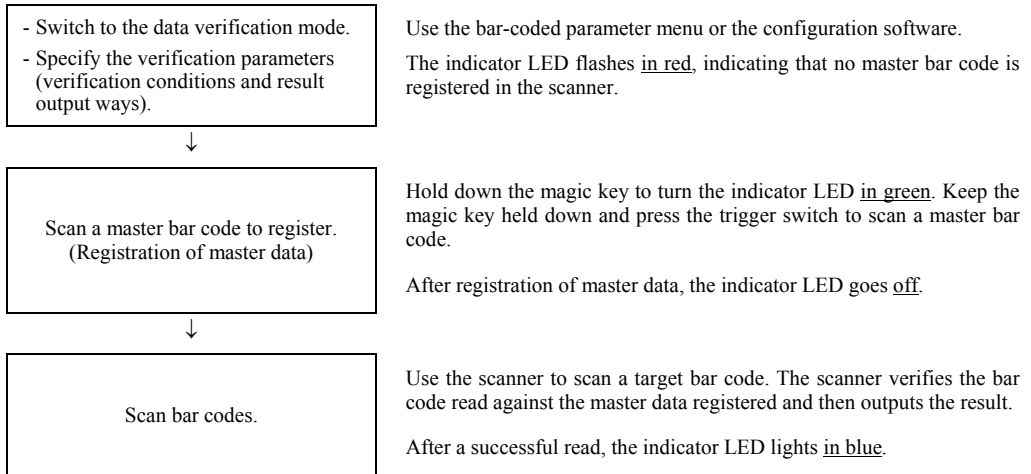 - Switch to the data verification mode.
- Specify the verification parameters
(verification conditions and result
output ways).
Use the bar-coded parameter menu or the configuration software.
The indicator LED flashes in red, indicating that no master bar code is
registered in the scanner.
↓
Scan a master bar code to register.
(Registration of master data)
Hold down the magic key to turn the indicator LED in green. Keep the
magic key held down and press the trigger switch to scan a master bar
code.
After registration of master data, the indicator LED goes off.
↓
Scan bar codes.
Use the scanner to scan a target bar code. The scanner verifies the bar
code read against the master data registered and then outputs the result.
After a successful read, the indicator LED lights in blue.